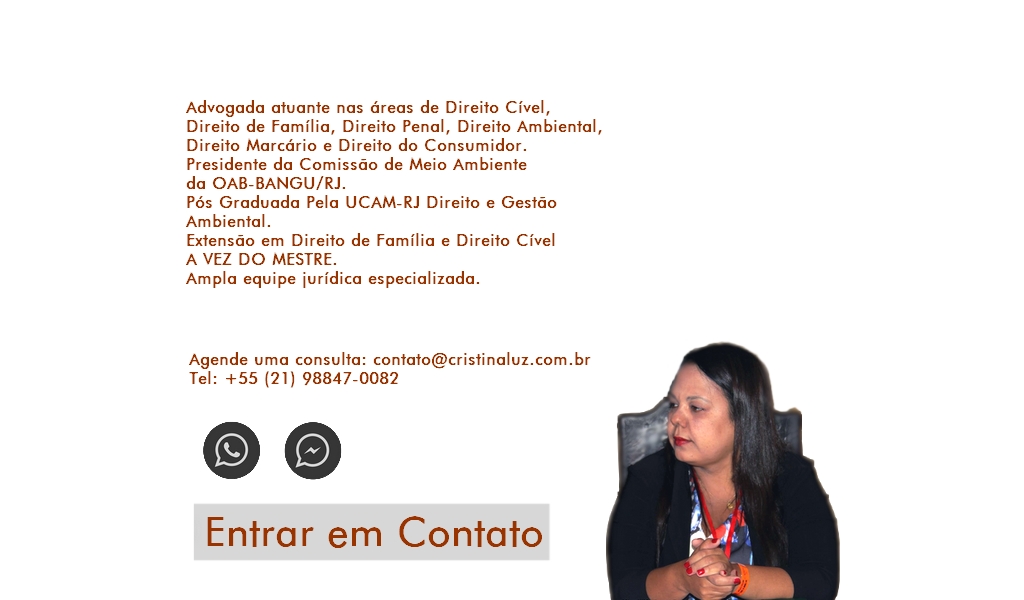 Advogada atuante nas áreas de Direito Cível,
Direito de Família, Direito Penal, Direito Ambiental,
Direito Marcário e Direito do Consumidor.
Presidente da Comissão de Meio Ambiente
da OAB-BANGU/RJ.
Pós Graduada Pela UCAM-RJ Direito e Gestão
Ambiental.
Extensão em Direito de Família e Direito Cível
A VEZ DO MESTRE.
Ampla equipe jurídica especializada.
Agende uma consulta: contato@cristinaluz.com.br
Tel: +55 (21) 98847-0082
Entrar em Contato